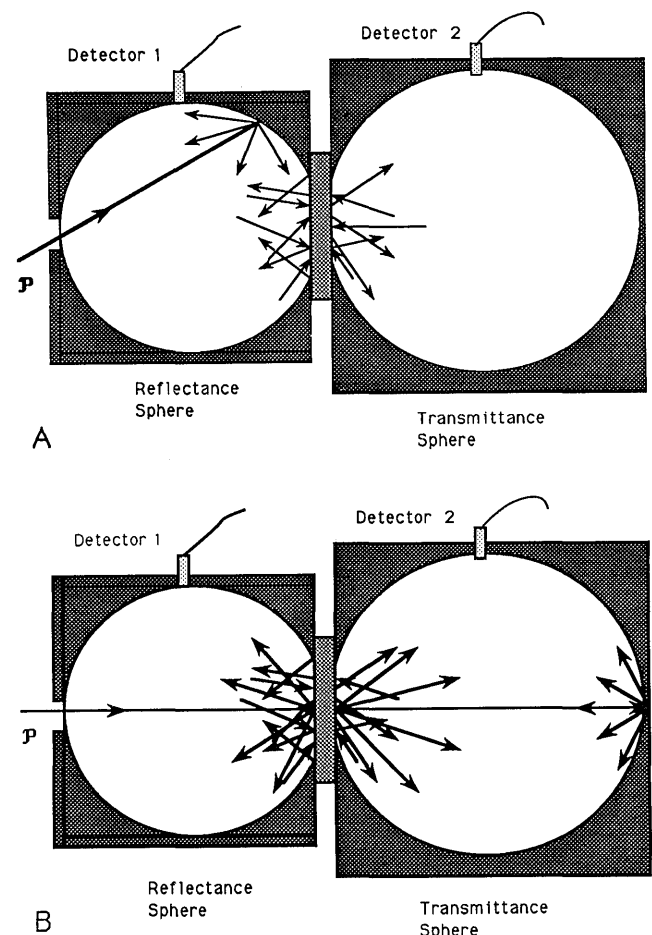 Detector 1
Detector 2
P
Reflectance
Sphere
Transmittance
Sphere
A
Detector 1
Detector 2
P
Reflectance
Sphere
Transmittance
Sphere
B